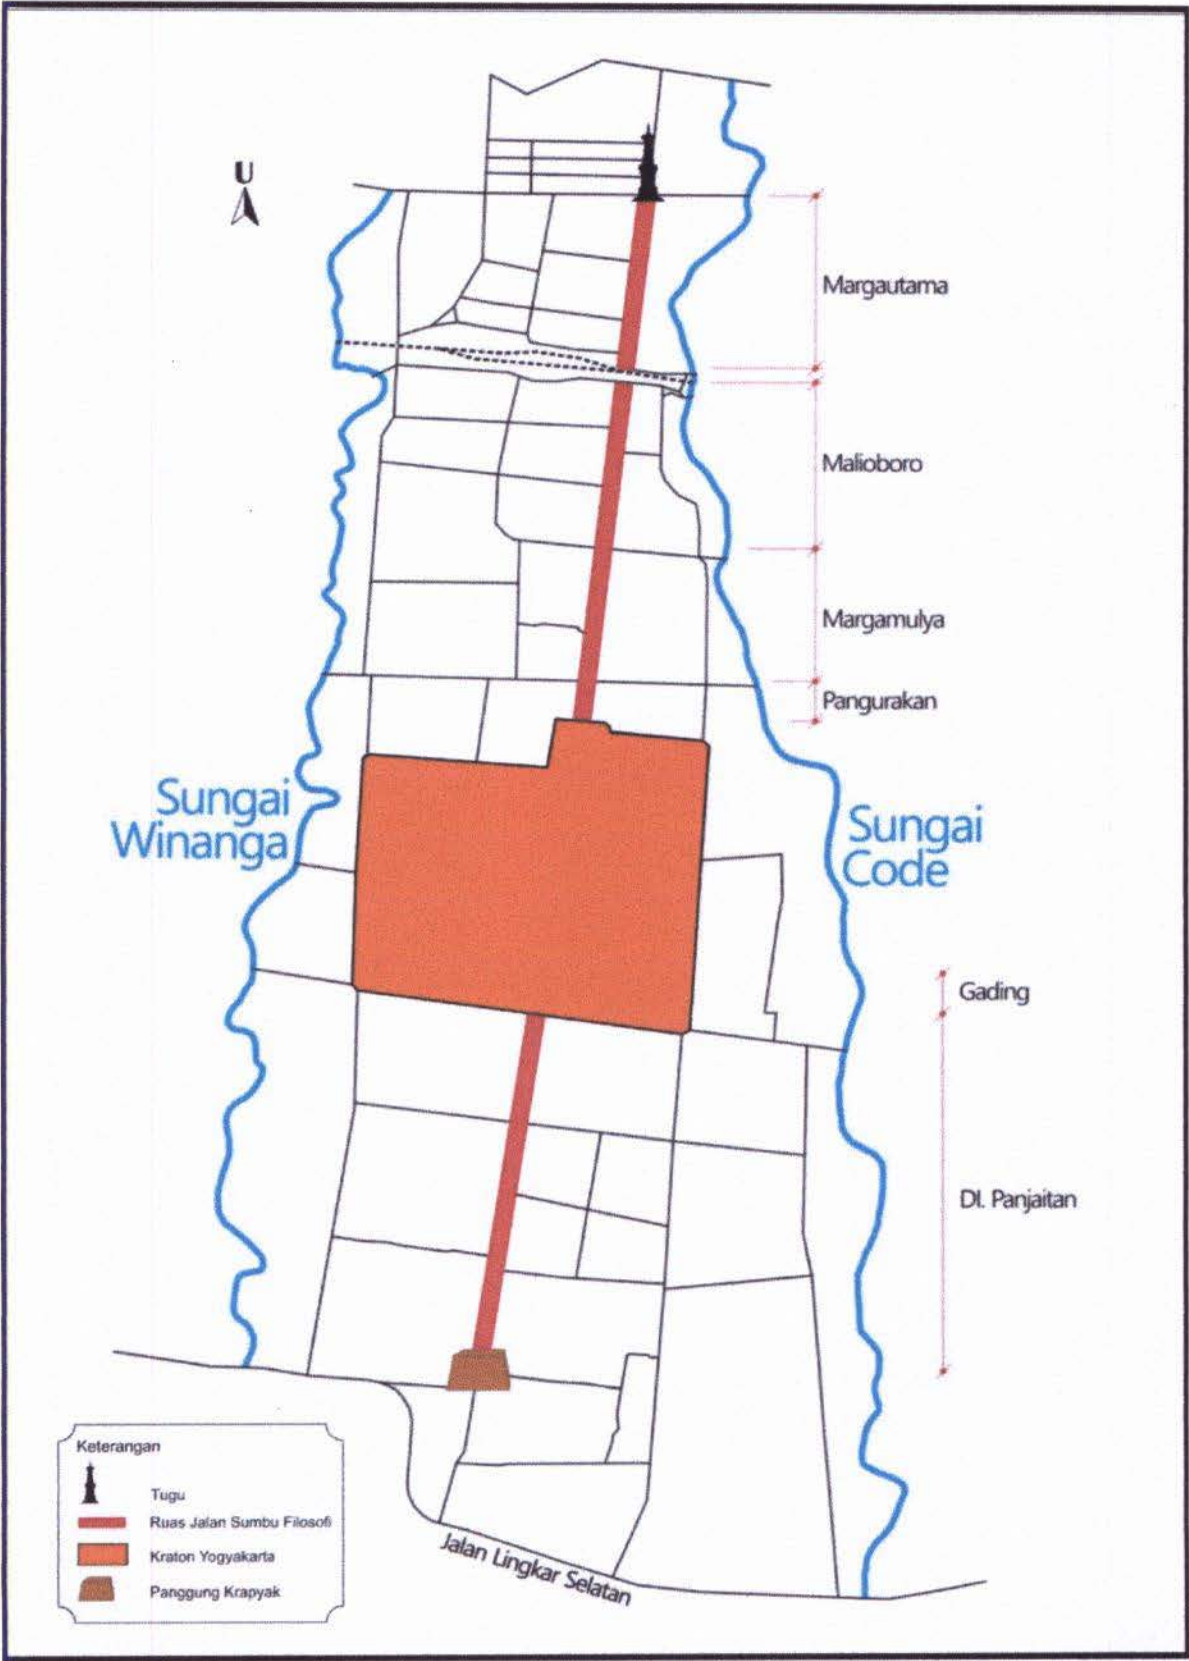 U
Margautama
Malioboro
Margamulya
Pangurakan
Sungai
Winanga
Sungai
Code
Gading
Dl. Panjaitan
Keterangan
Tugu
Ruas Jalan Sumbu Filosofi
Kraton Yogyakarta
Panggung Krapyak
Jalan Lingkar Selatan